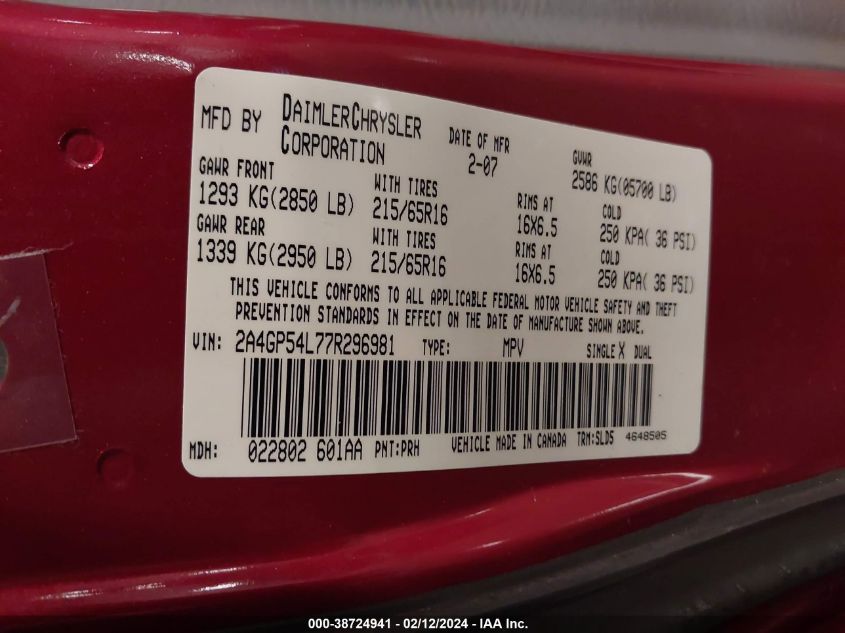 MFD BY DAIMLERCHRYSLER CORPORATION DATE OF MFR 2-07 GVWR 2586 KG(05700 LB)
GAWR FRONT WITH TIRES RIMS AT COLD
1293 KG(2850 LB) 215/65R16 16X6.5 250 KPA( 36 PSI)
GAWR REAR WITH TIRES RIMS AT COLD
1339 KG(2950 LB) 215/65R16 16X6.5 250 KPA( 36 PSI)
THIS VEHICLE CONFORMS TO ALL APPLICABLE FEDERAL MOTOR VEHICLE SAFETY AND THEFT
PREVENTION STANDARDS IN EFFECT ON THE DATE OF MANUFACTURE SHOWN ABOVE.
VIN: 2A4GP54L77R296981 TYPE: MPV SINGLE X DUAL
MDH: 022802 601AA PNT:PRH VEHICLE MADE IN CANADA TRM:SLD5 4648505
000-38724941 - 02/12/2024 - IAA Inc.